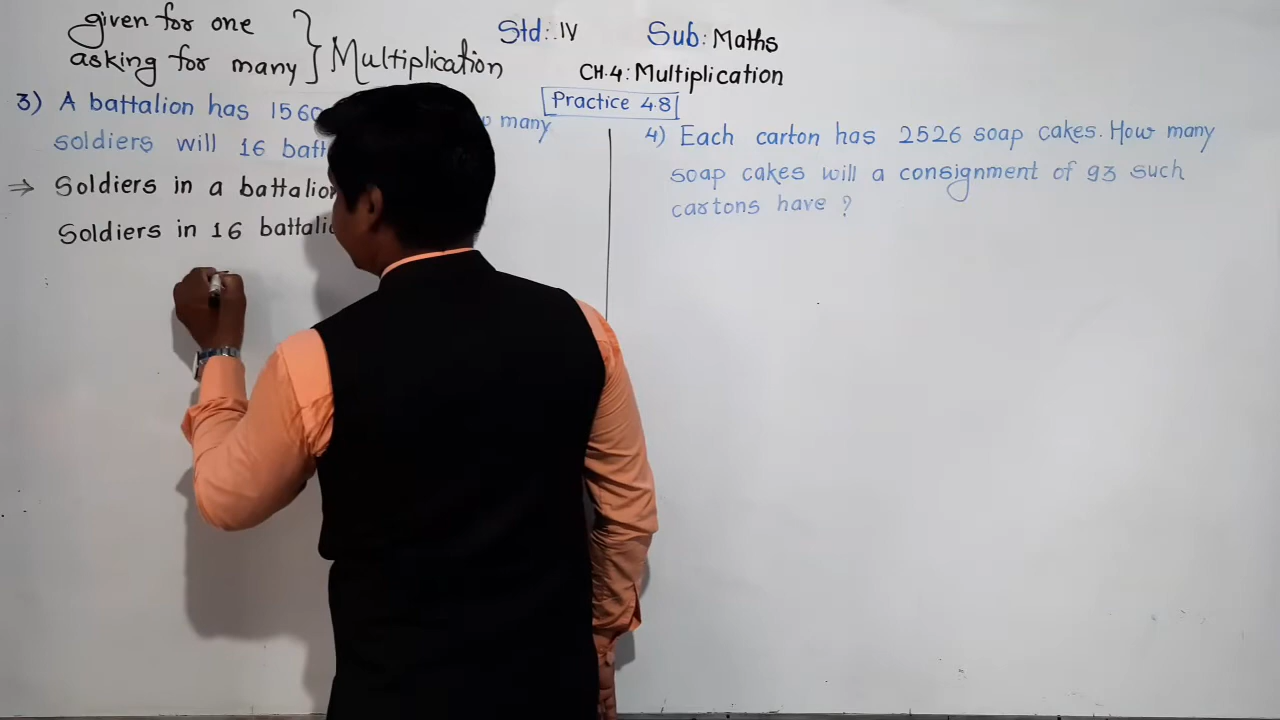 given for one
asking for many } Multiplication
Std: IV Sub: Maths
CH.4: Multiplication
Practice 4.8
3) A battalion has 1560 many
soldiers will 16
⇒ Soldiers in a battalion
Soldiers in 16
4) Each carton has 2526 soap cakes. How many
soap cakes will a consignment of 93 such
cartons have ?